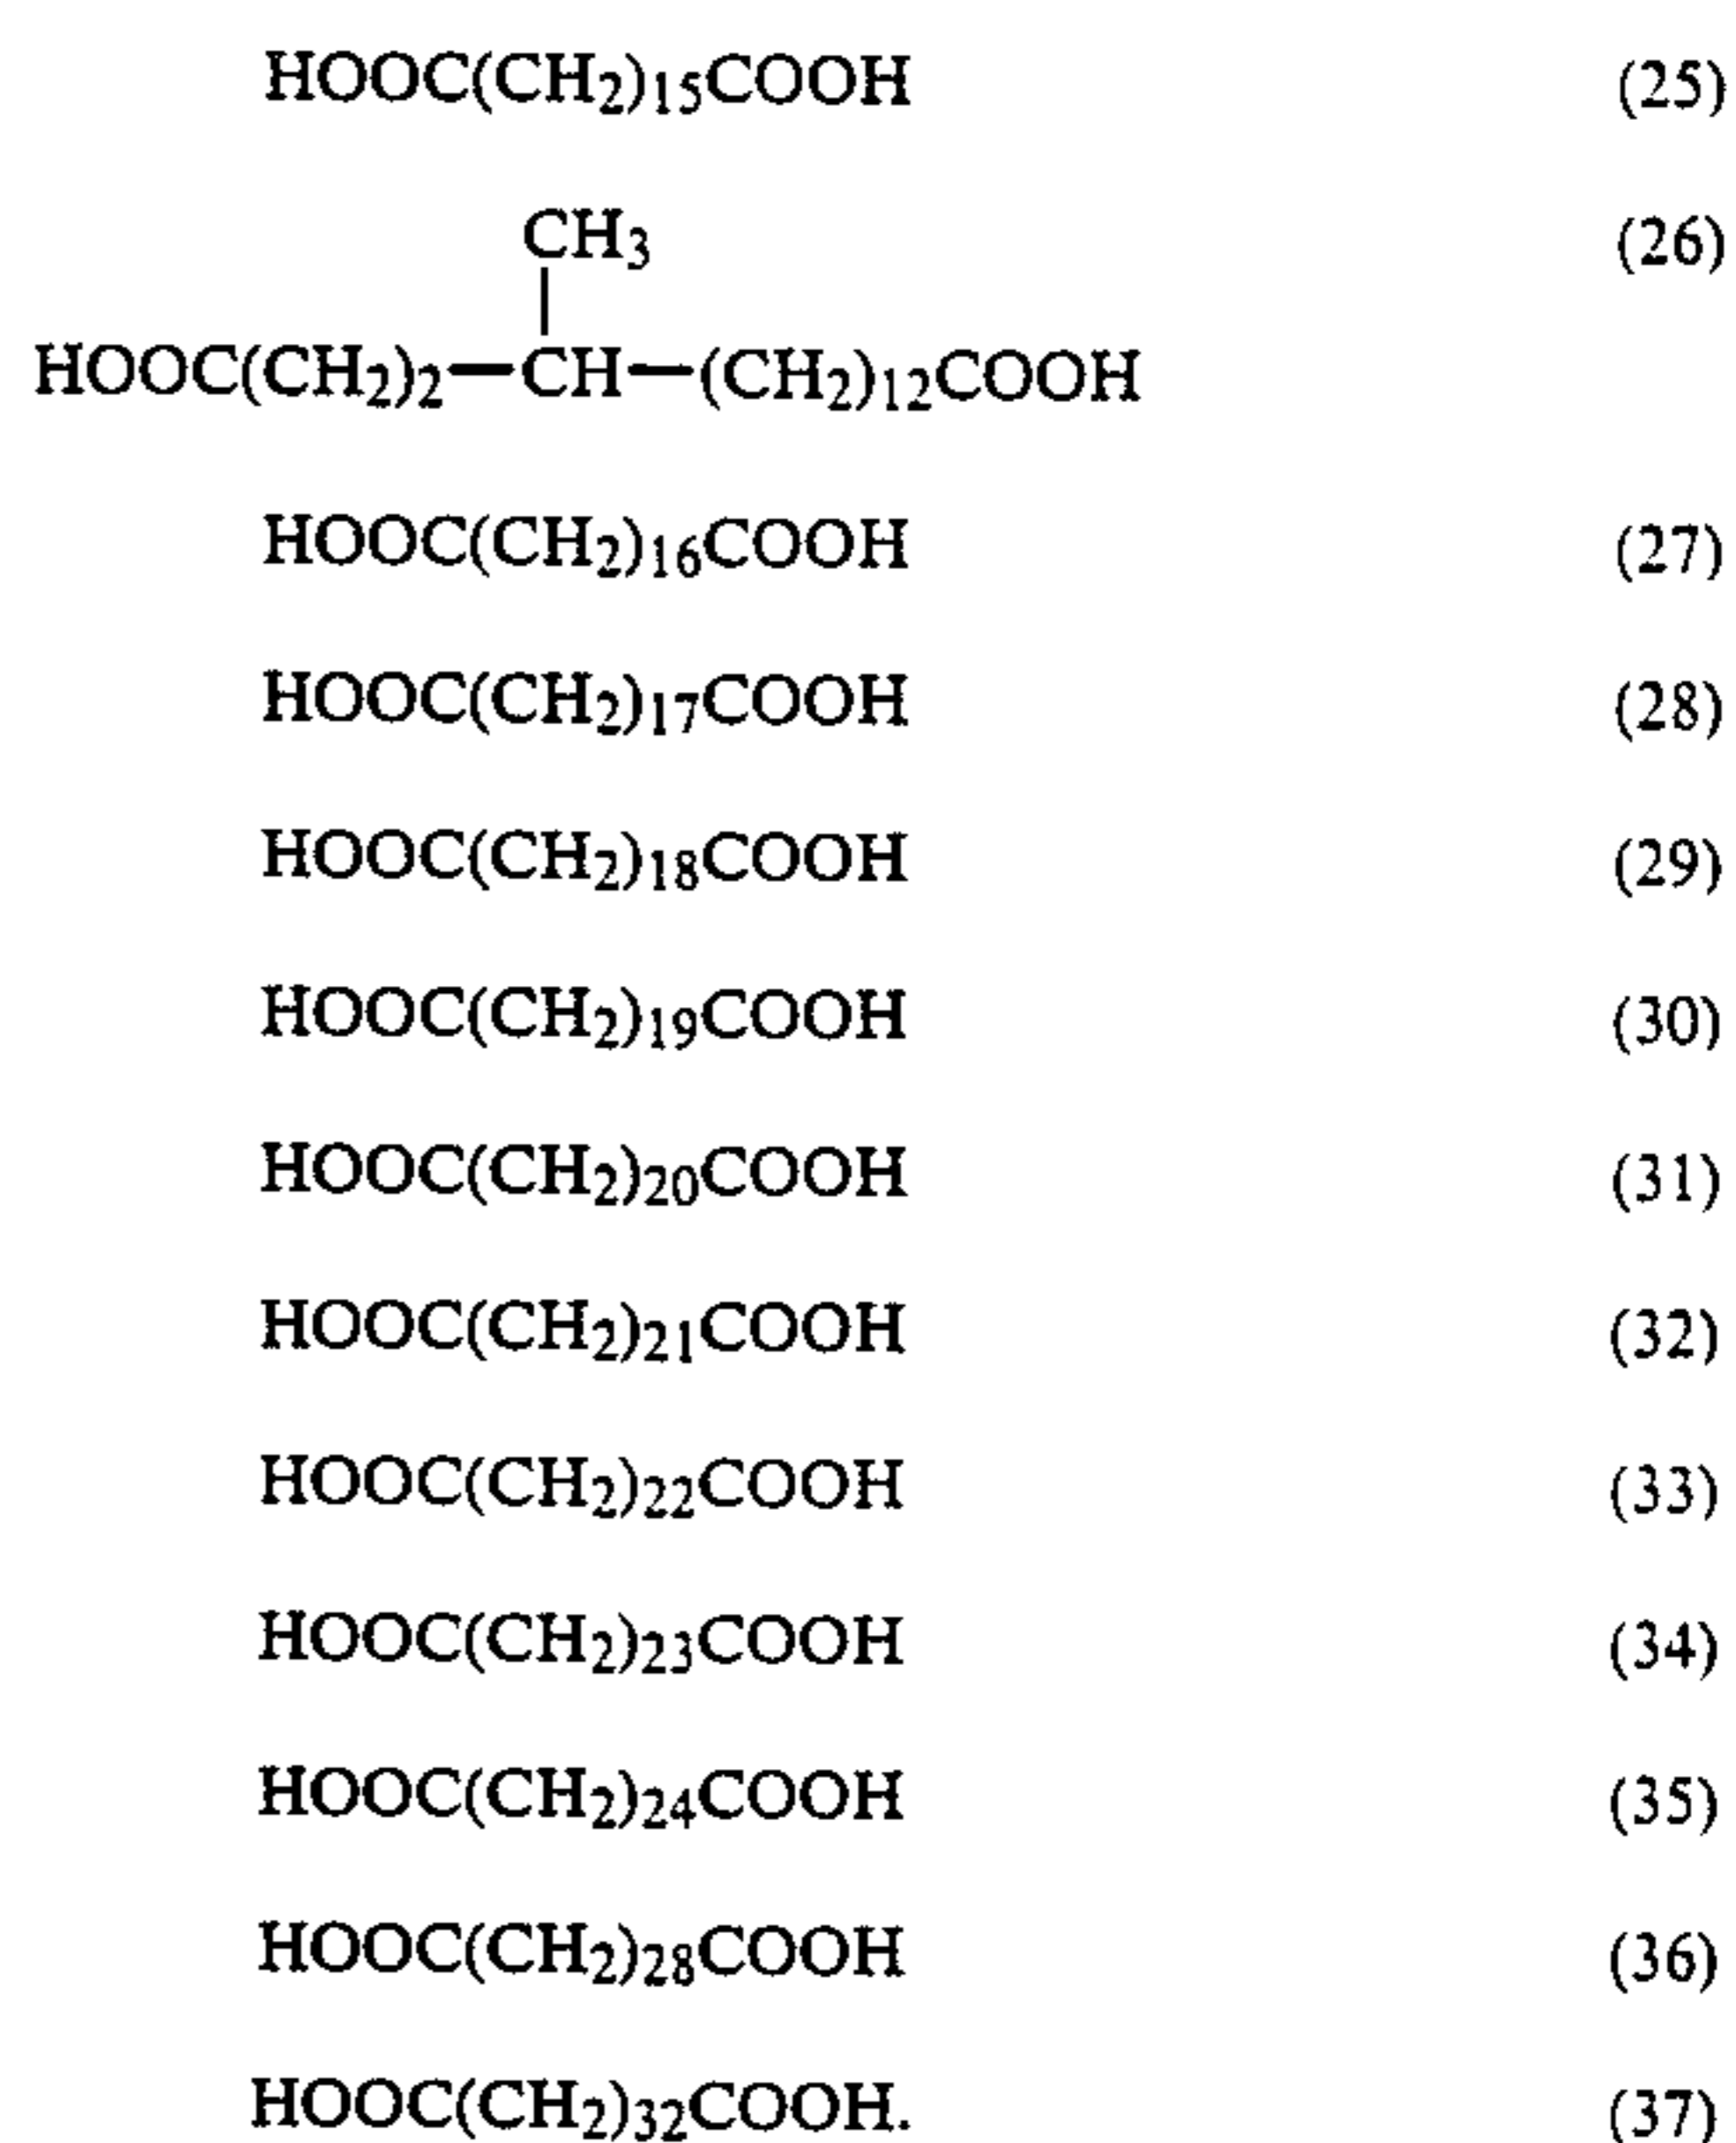 HOOC(CH₂)₁₅COOH (25)
CH₃ (26)
HOOC(CH₂)₂—CH—(CH₂)₁₂COOH
HOOC(CH₂)₁₆COOH (27)
HOOC(CH₂)₁₇COOH (28)
HOOC(CH₂)₁₈COOH (29)
HOOC(CH₂)₁₉COOH (30)
HOOC(CH₂)₂₀COOH (31)
HOOC(CH₂)₂₁COOH (32)
HOOC(CH₂)₂₂COOH (33)
HOOC(CH₂)₂₃COOH (34)
HOOC(CH₂)₂₄COOH (35)
HOOC(CH₂)₂₈COOH (36)
HOOC(CH₂)₃₂COOH. (37)